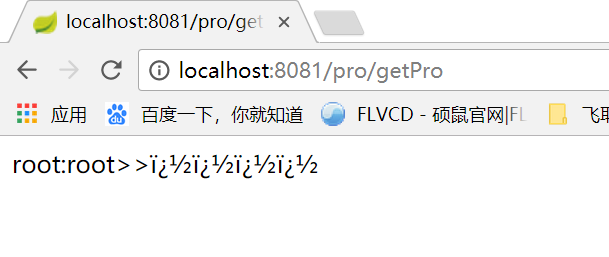 localhost:8081/pro/get
localhost:8081/pro/getPro
应用 百度一下，你就知道 FLVCD - 硕鼠官网|FL 飞取
root:root>>ï¿½ï¿½ï¿½ï¿½